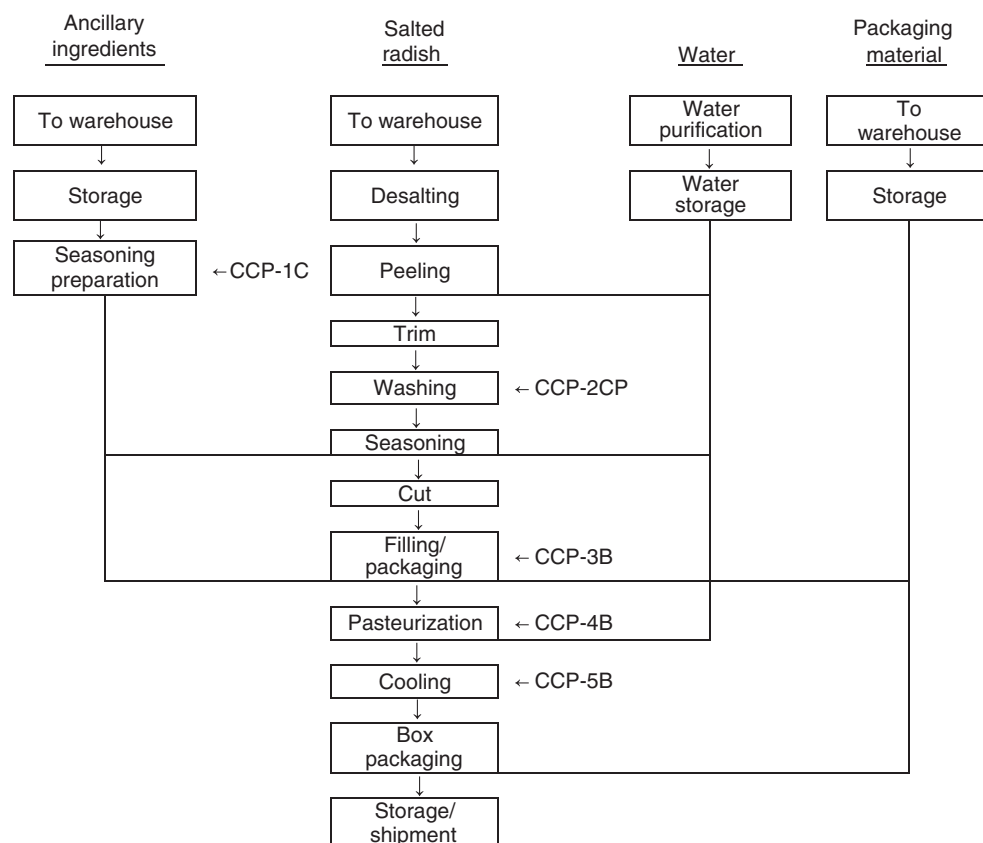 Ancillary
ingredients
Salted
radish
Water
Packaging
material
To warehouse
To warehouse
Water
purification
To
warehouse
Storage
Desalting
Water
storage
Storage
Seasoning
preparation
←CCP-1C
Peeling
Trim
Washing
← CCP-2CP
Seasoning
Cut
Filling/
packaging
← CCP-3B
Pasteurization
← CCP-4B
Cooling
← CCP-5B
Box
packaging
Storage/
shipment